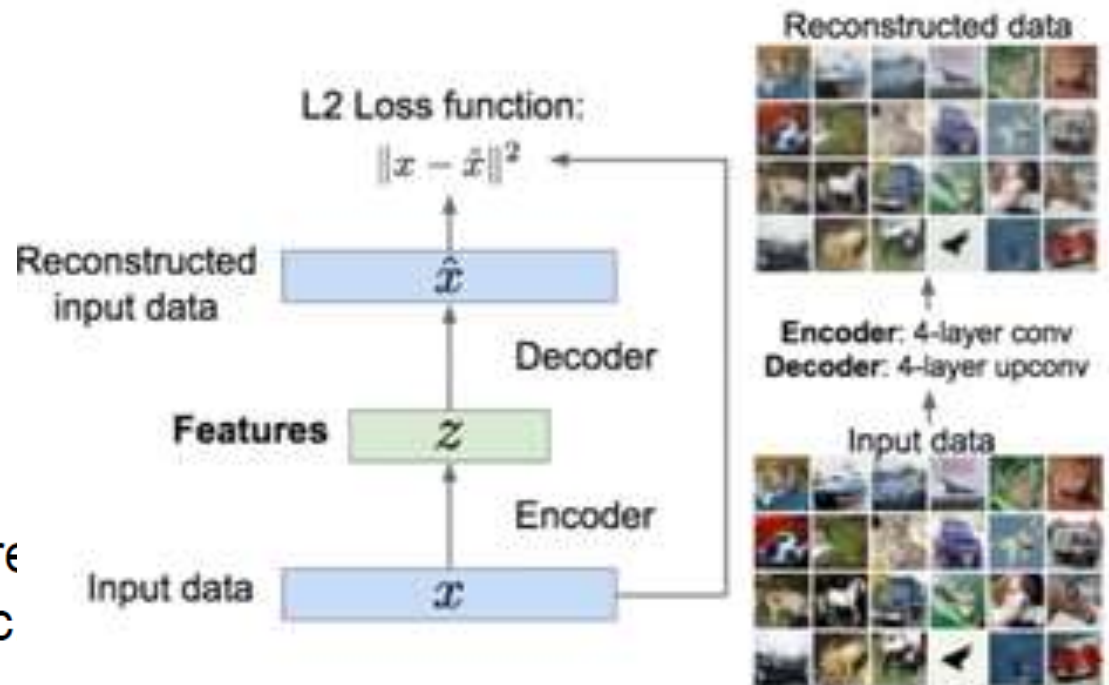 Reconstructed data
L2 Loss function:
‖x − x̂‖²
Reconstructed
input data
x̂
Decoder
Encoder: 4-layer conv
Decoder: 4-layer upconv
Features
z
Input data
Encoder
Input data
x
re
c